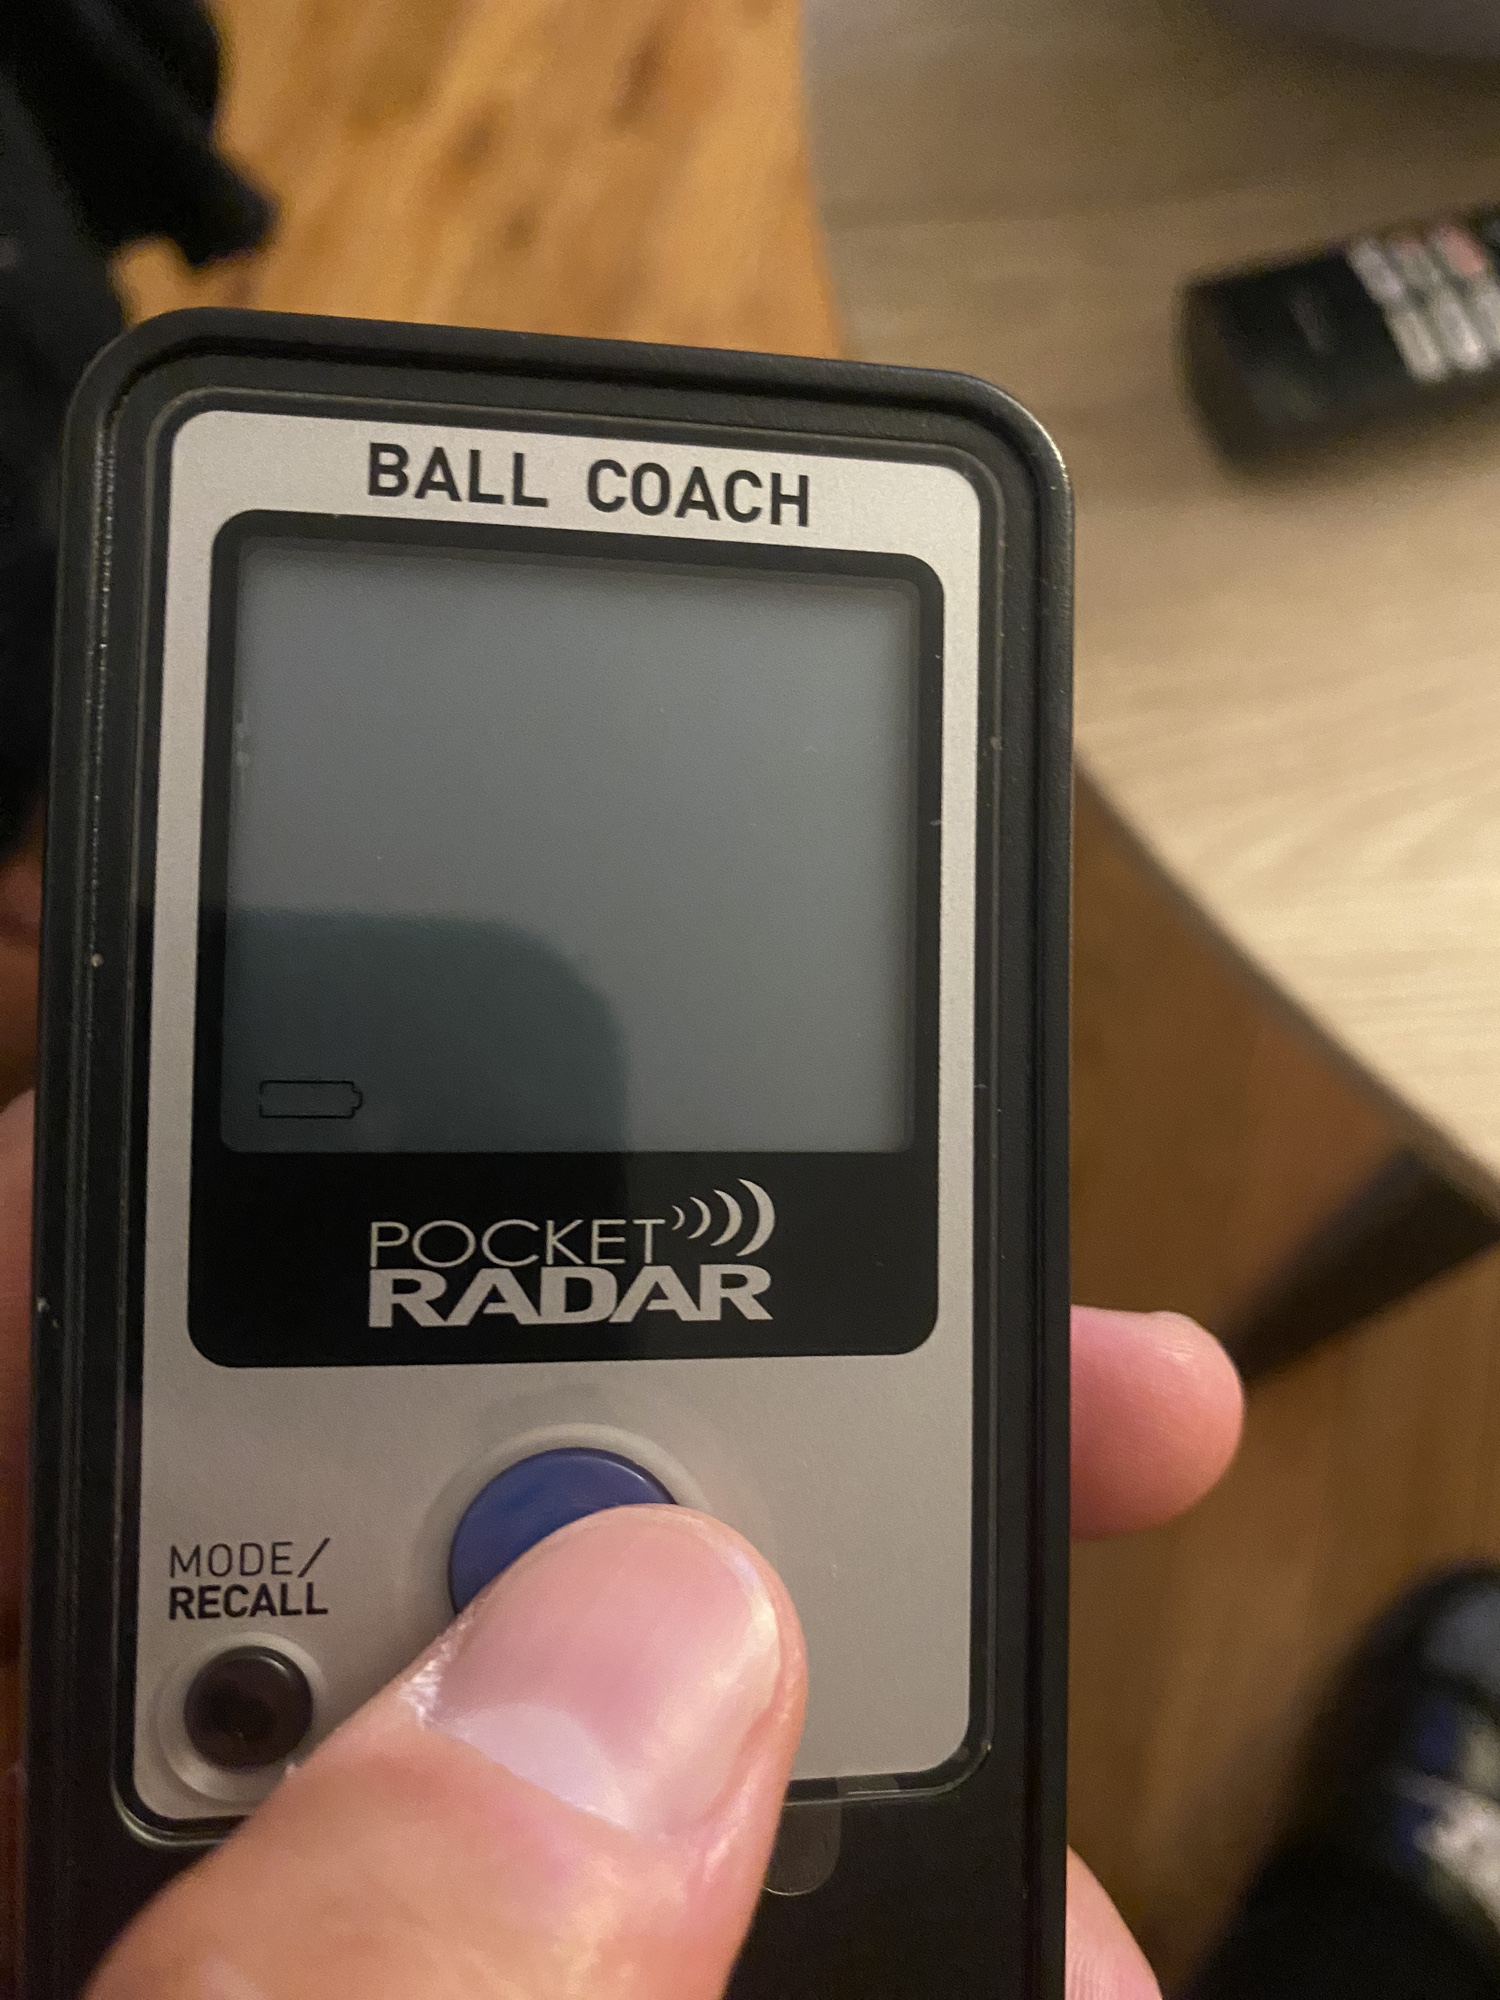 BALL COACH
POCKET
RADAR
MODE/
RECALL